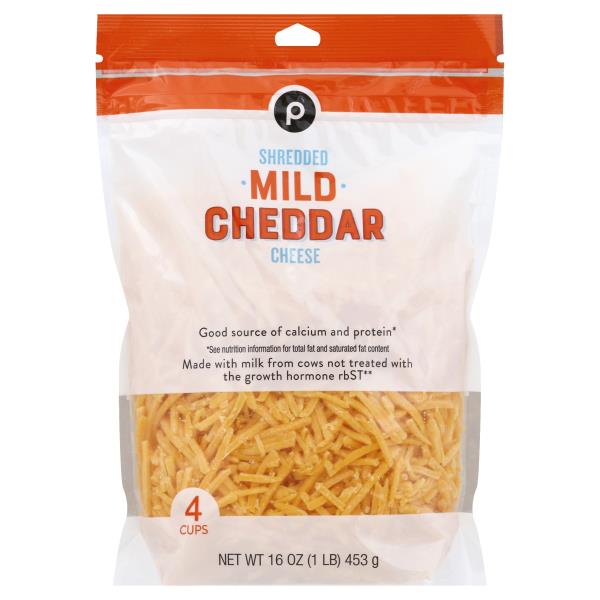 p
SHREDDED
· MILD ·
CHEDDAR
CHEESE
Good source of calcium and protein*
*See nutrition information for total fat and saturated fat content
Made with milk from cows not treated with
the growth hormone rbST**
4
CUPS
NET WT 16 OZ (1 LB) 453 g